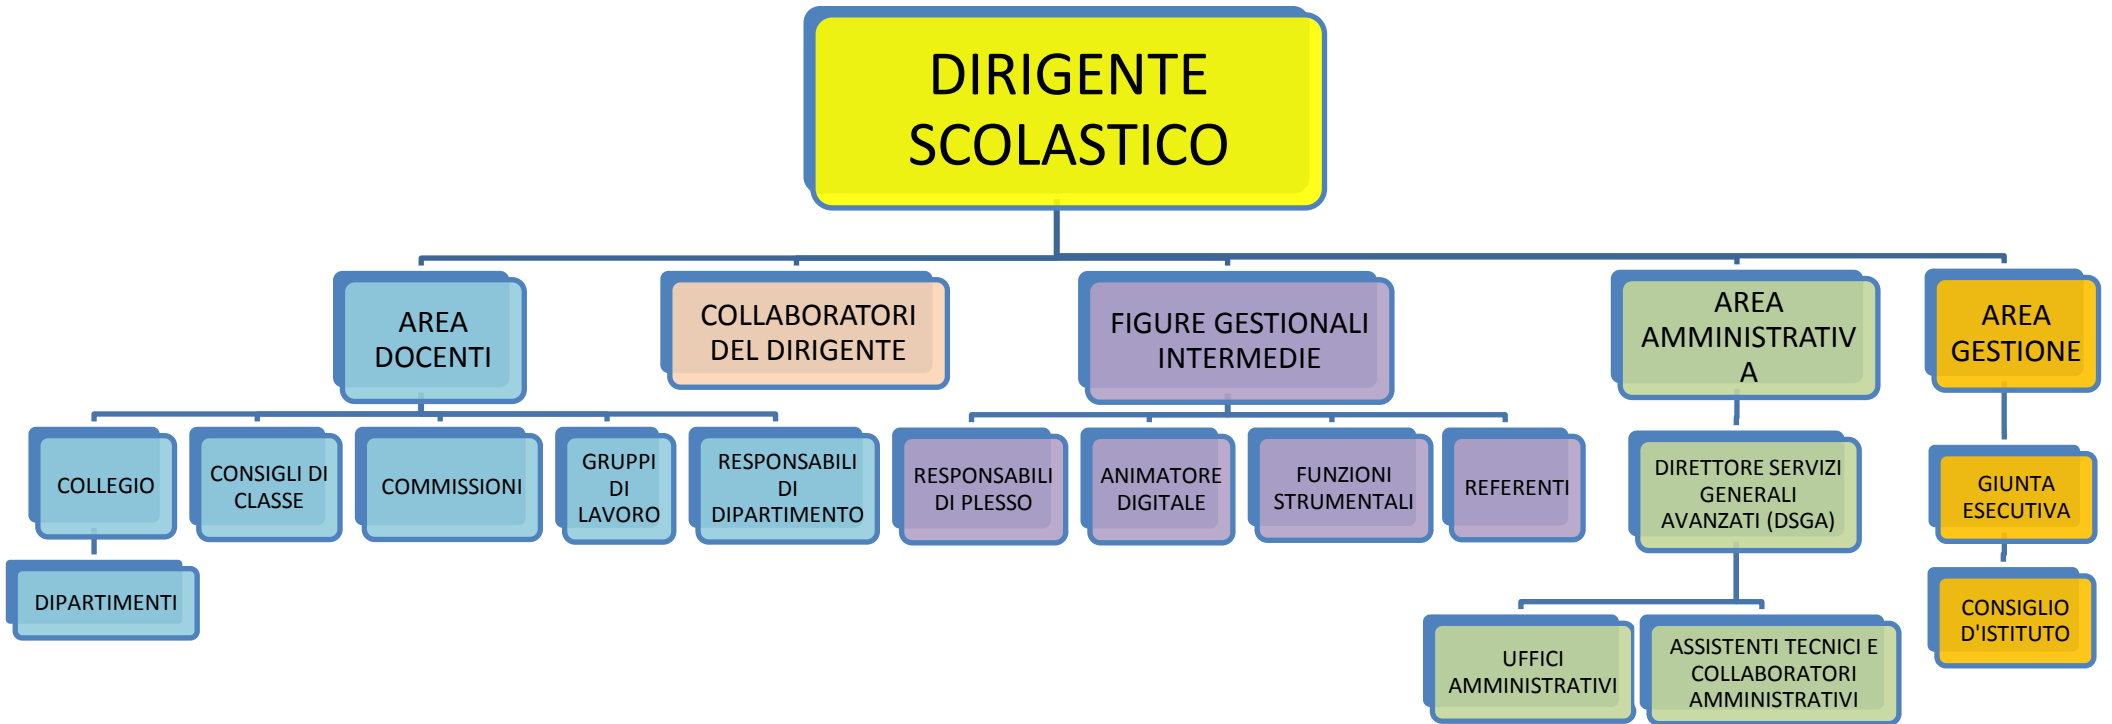 DIRIGENTE
SCOLASTICO
AREA
DOCENTI
COLLABORATORI
DEL DIRIGENTE
FIGURE GESTIONALI
INTERMEDIE
AREA
AMMINISTRATIV
A
AREA
GESTIONE
COLLEGIO
CONSIGLI DI
CLASSE
COMMISSIONI
GRUPPI
DI
LAVORO
RESPONSABILI
DI
DIPARTIMENTO
RESPONSABILI
DI PLESSO
ANIMATORE
DIGITALE
FUNZIONI
STRUMENTALI
REFERENTI
DIRETTORE SERVIZI
GENERALI
AVANZATI (DSGA)
GIUNTA
ESECUTIVA
DIPARTIMENTI
UFFICI
AMMINISTRATIVI
ASSISTENTI TECNICI E
COLLABORATORI
AMMINISTRATIVI
CONSIGLIO
D'ISTITUTO